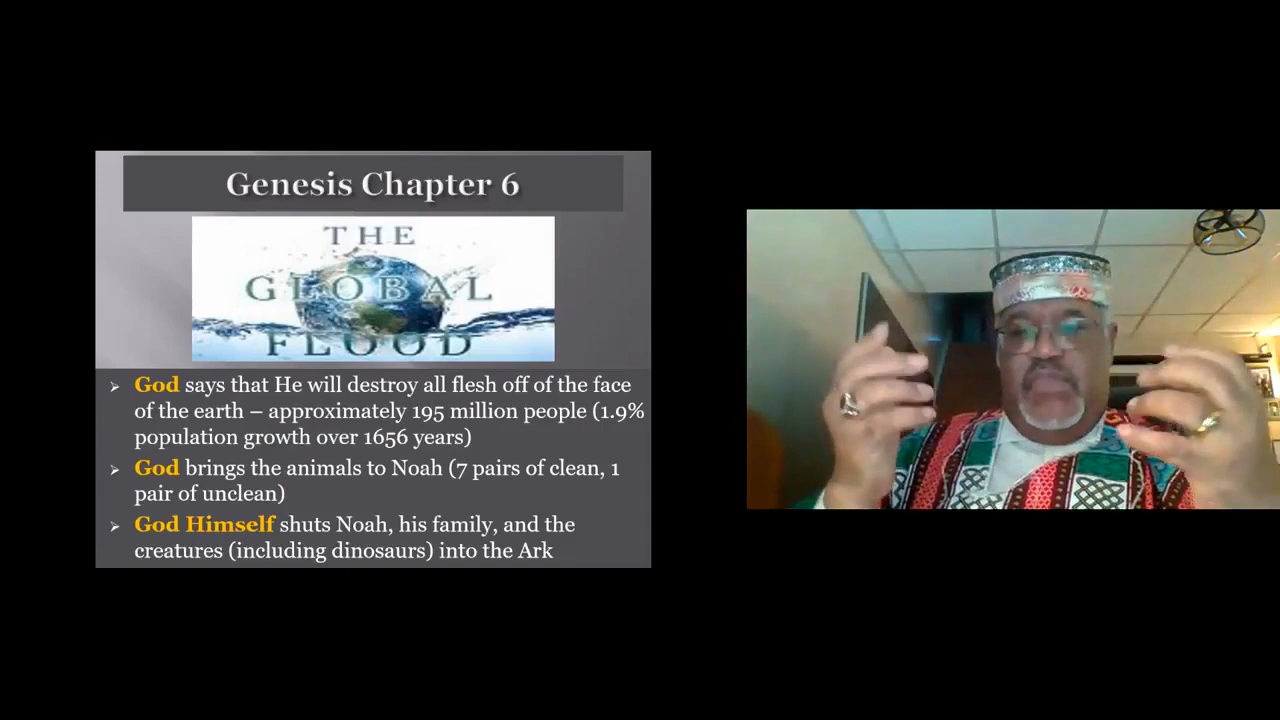 Genesis Chapter 6
THE
GLOBAL
FLOOD
God says that He will destroy all flesh off of the face
of the earth – approximately 195 million people (1.9%
population growth over 1656 years)
God brings the animals to Noah (7 pairs of clean, 1
pair of unclean)
God Himself shuts Noah, his family, and the
creatures (including dinosaurs) into the Ark